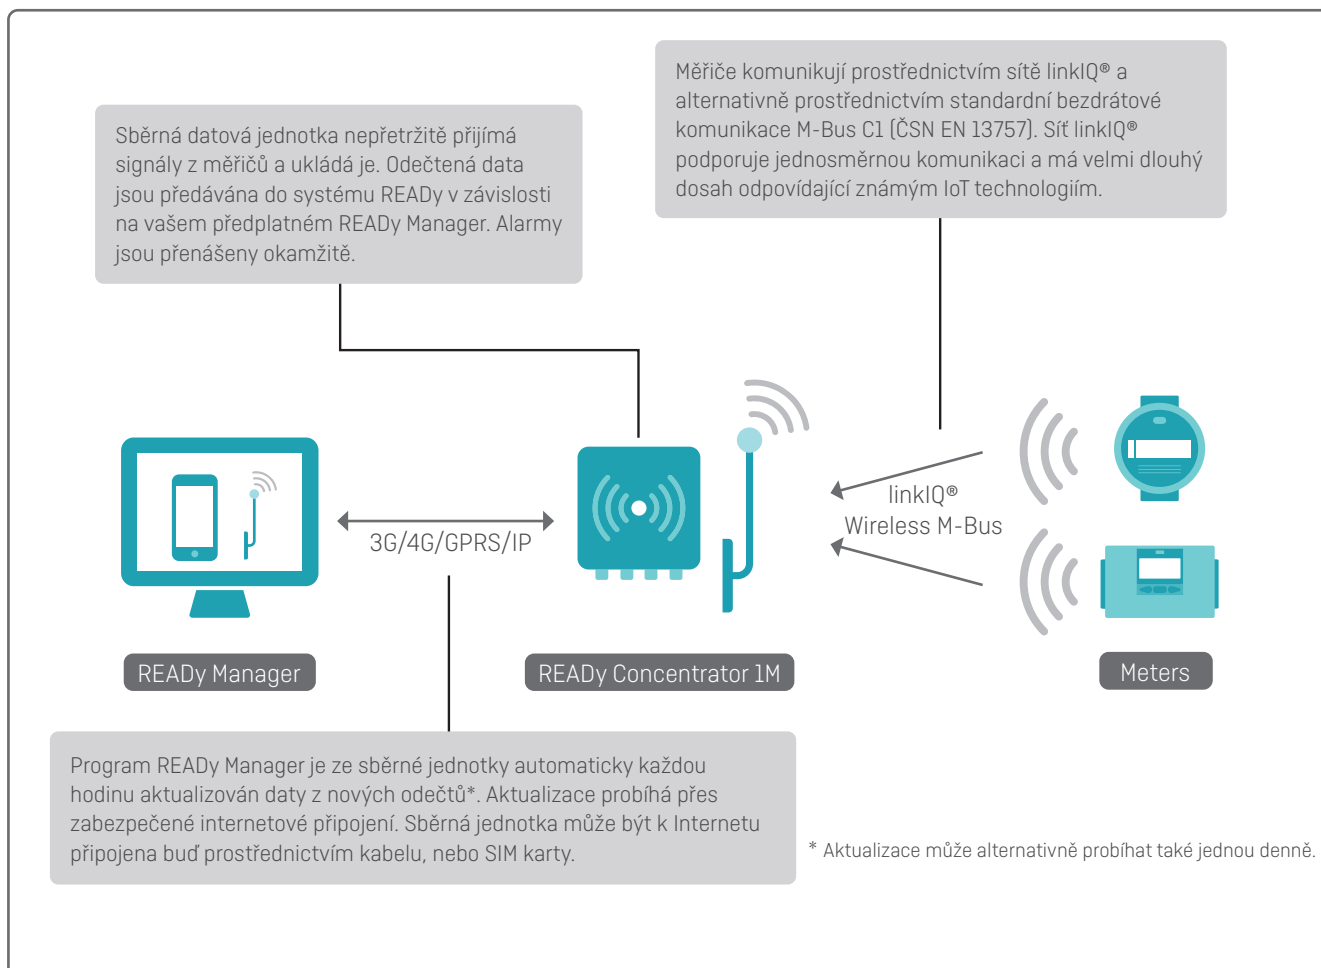 Měřiče komunikují prostřednictvím sítě linkIQ® a
alternativně prostřednictvím standardní bezdrátové
komunikace M-Bus C1 (ČSN EN 13757). Síť linkIQ®
podporuje jednosměrnou komunikaci a má velmi dlouhý
dosah odpovídající známým IoT technologiím.
Sběrná datová jednotka nepřetržitě přijímá
signály z měřičů a ukládá je. Odečtená data
jsou předávána do systému READy v závislosti
na vašem předplatném READy Manager. Alarmy
jsou přenášeny okamžitě.
3G/4G/GPRS/IP
linkIQ®
Wireless M-Bus
READy Manager
READy Concentrator 1M
Meters
Program READy Manager je ze sběrné jednotky automaticky každou
hodinu aktualizován daty z nových odečtů*. Aktualizace probíhá přes
zabezpečené internetové připojení. Sběrná jednotka může být k Internetu
připojena buď prostřednictvím kabelu, nebo SIM karty.
* Aktualizace může alternativně probíhat také jednou denně.